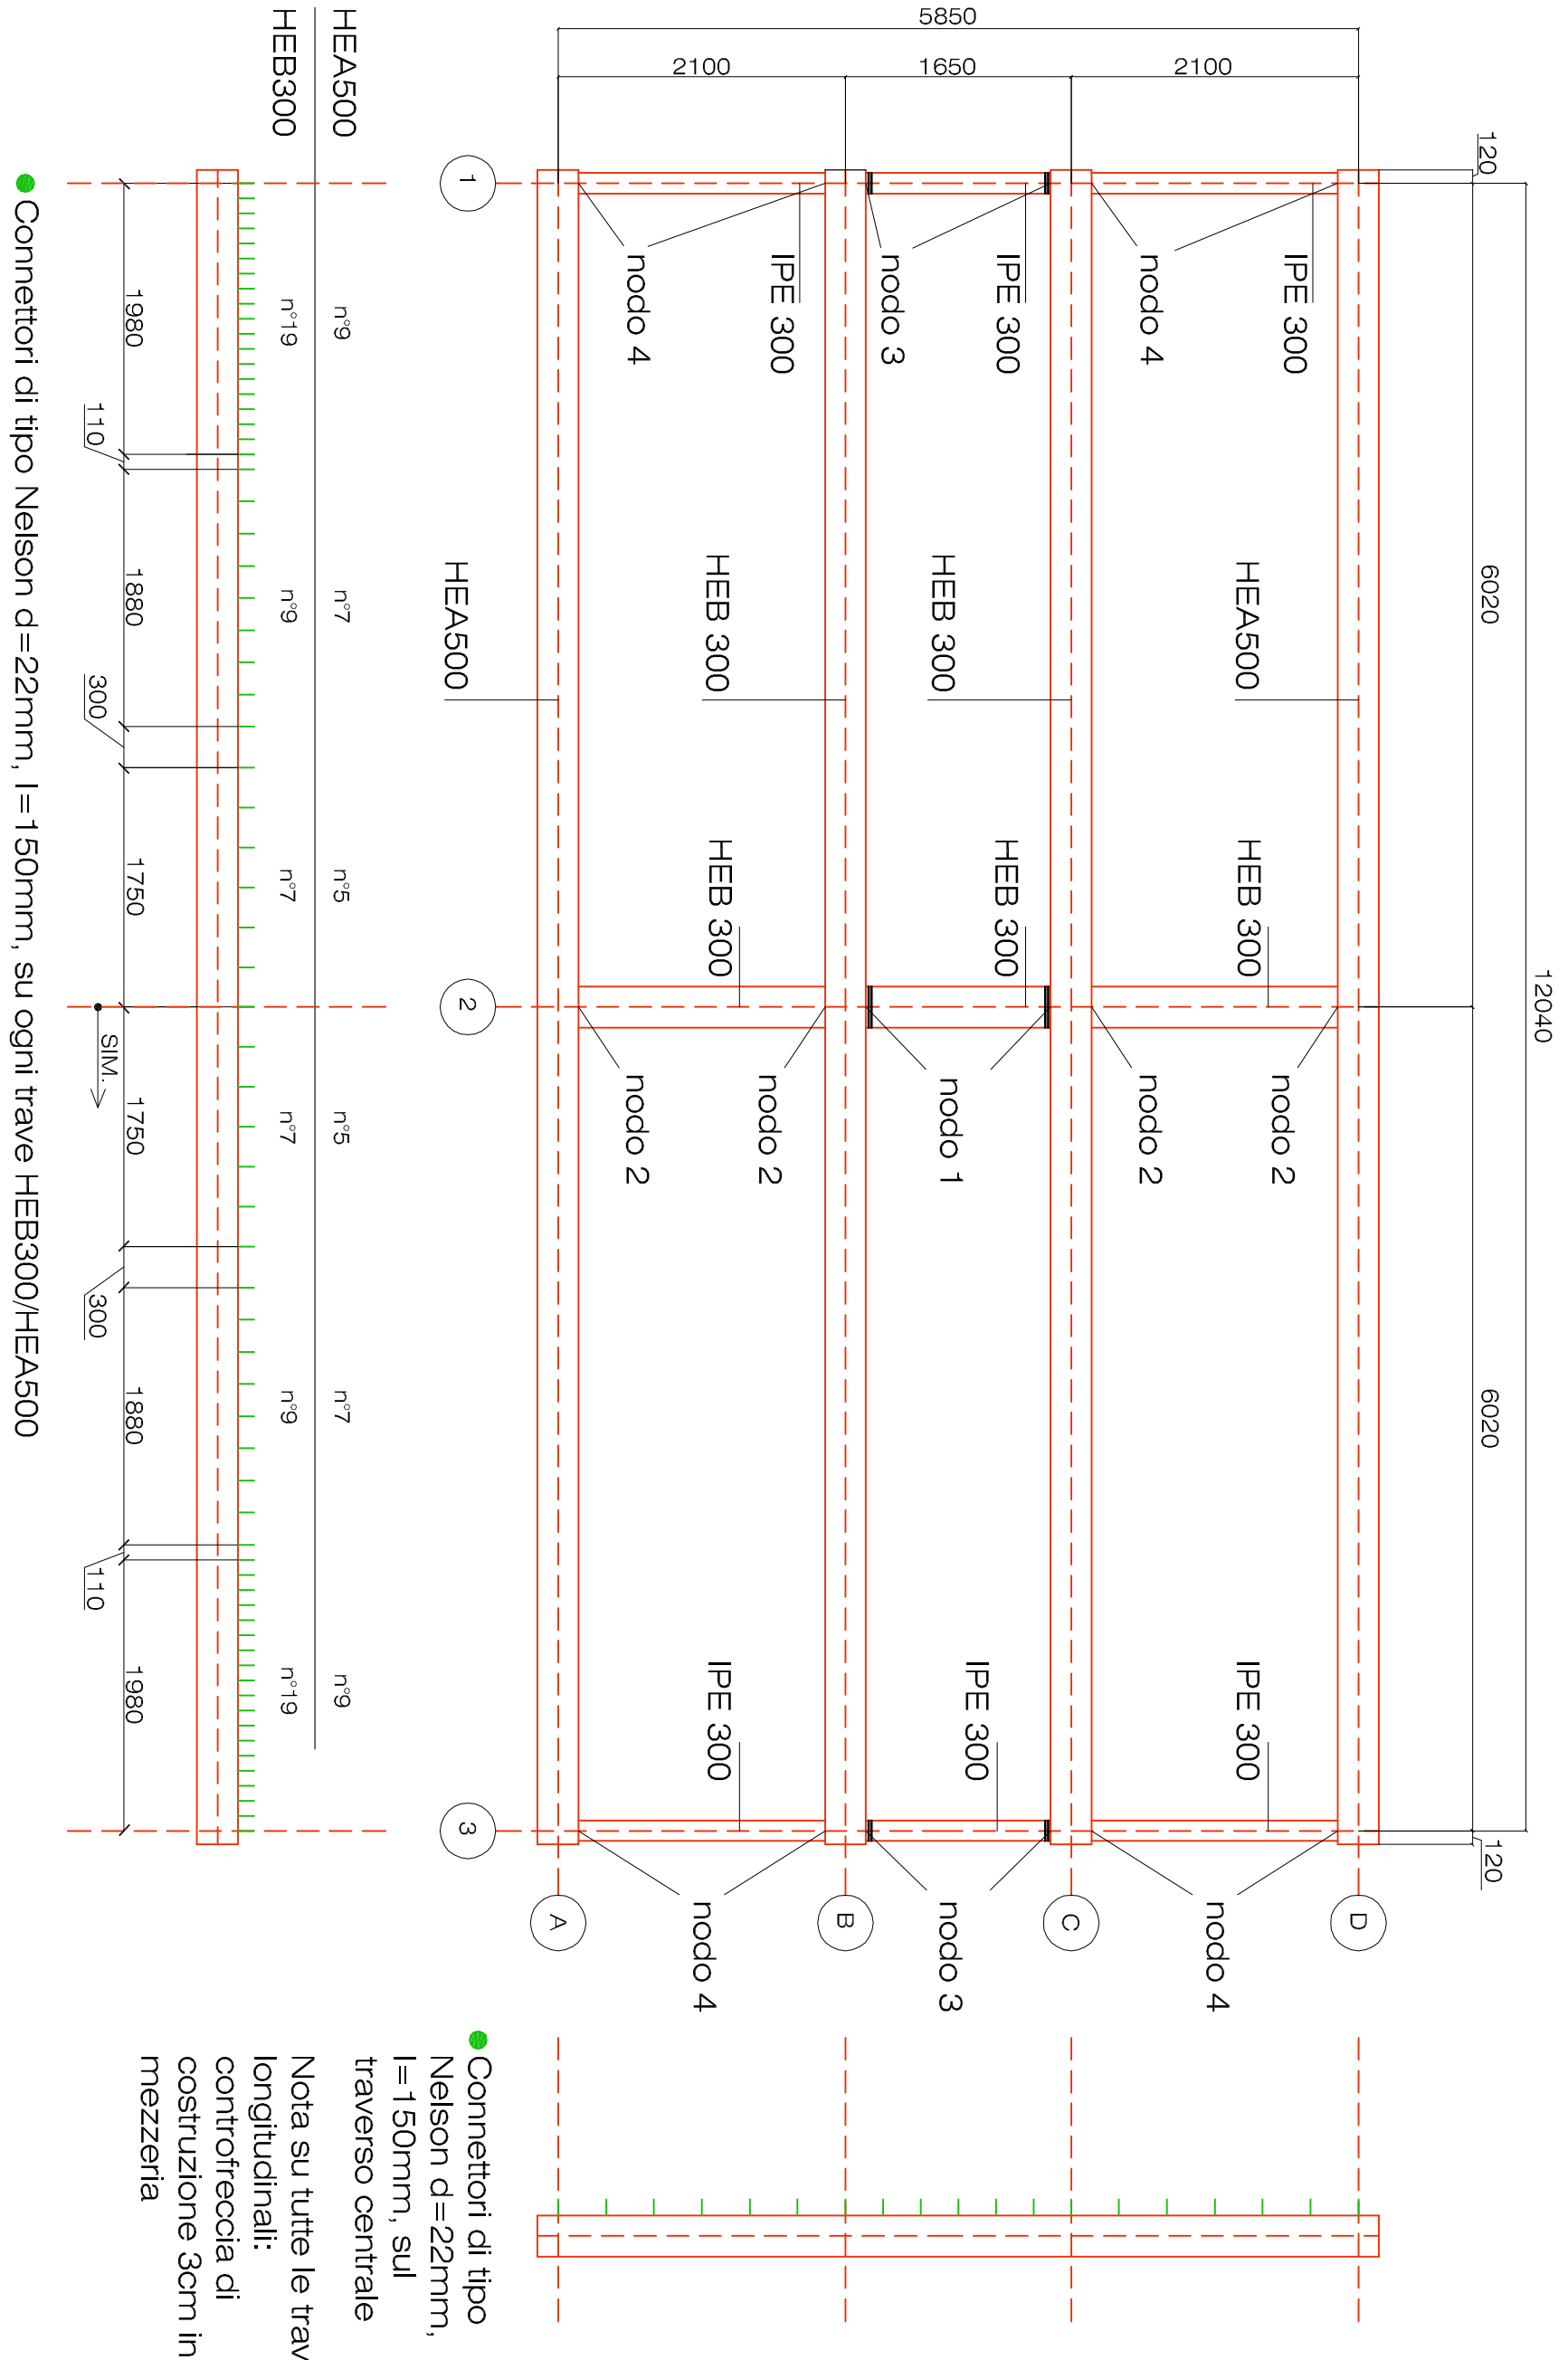 5850
2100
1650
2100
120
6020
12040
6020
120
HEA500
HEB300
1
IPE 300
IPE 300
IPE 300
nodo 4
nodo 3
nodo 4
HEA500
HEB 300
HEB 300
HEA500
HEB 300
HEB 300
HEB 300
2
nodo 2
nodo 2
nodo 1
nodo 2
nodo 2
IPE 300
IPE 300
IPE 300
3
nodo 4
nodo 3
nodo 4
A
B
C
D
n°9
n°7
n°5
n°5
n°7
n°9
n°19
n°9
n°7
n°7
n°9
n°19
1980
110
1880
300
1750
SIM.
1750
300
1880
110
1980
Connettori di tipo Nelson d=22mm, l=150mm, su ogni trave HEB300/HEA500
Connettori di tipo
Nelson d=22mm,
l=150mm, sul
traverso centrale
Nota su tutte le trav
longitudinali:
controfreccia di
costruzione 3cm in
mezzeria